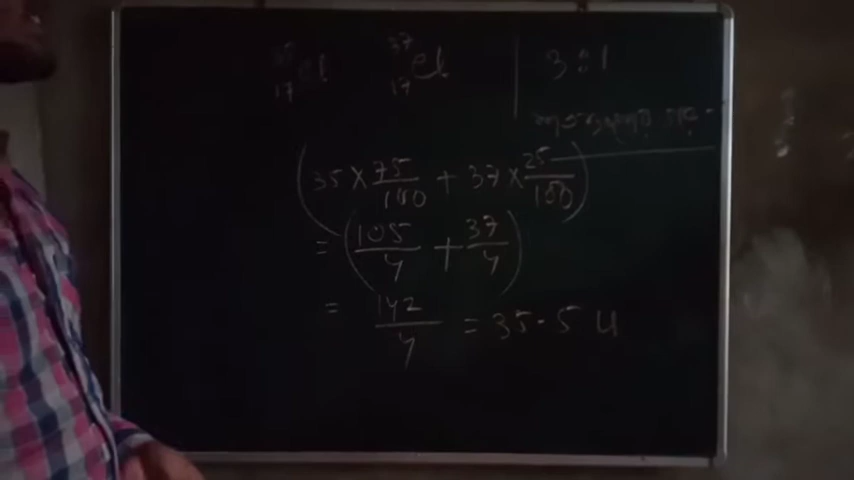 35 17 Cl 37 17 Cl 3:1
(35 × 75/100 + 37 × 25/100)
= (105/4 + 37/4)
= 142/4 = 35.5 u